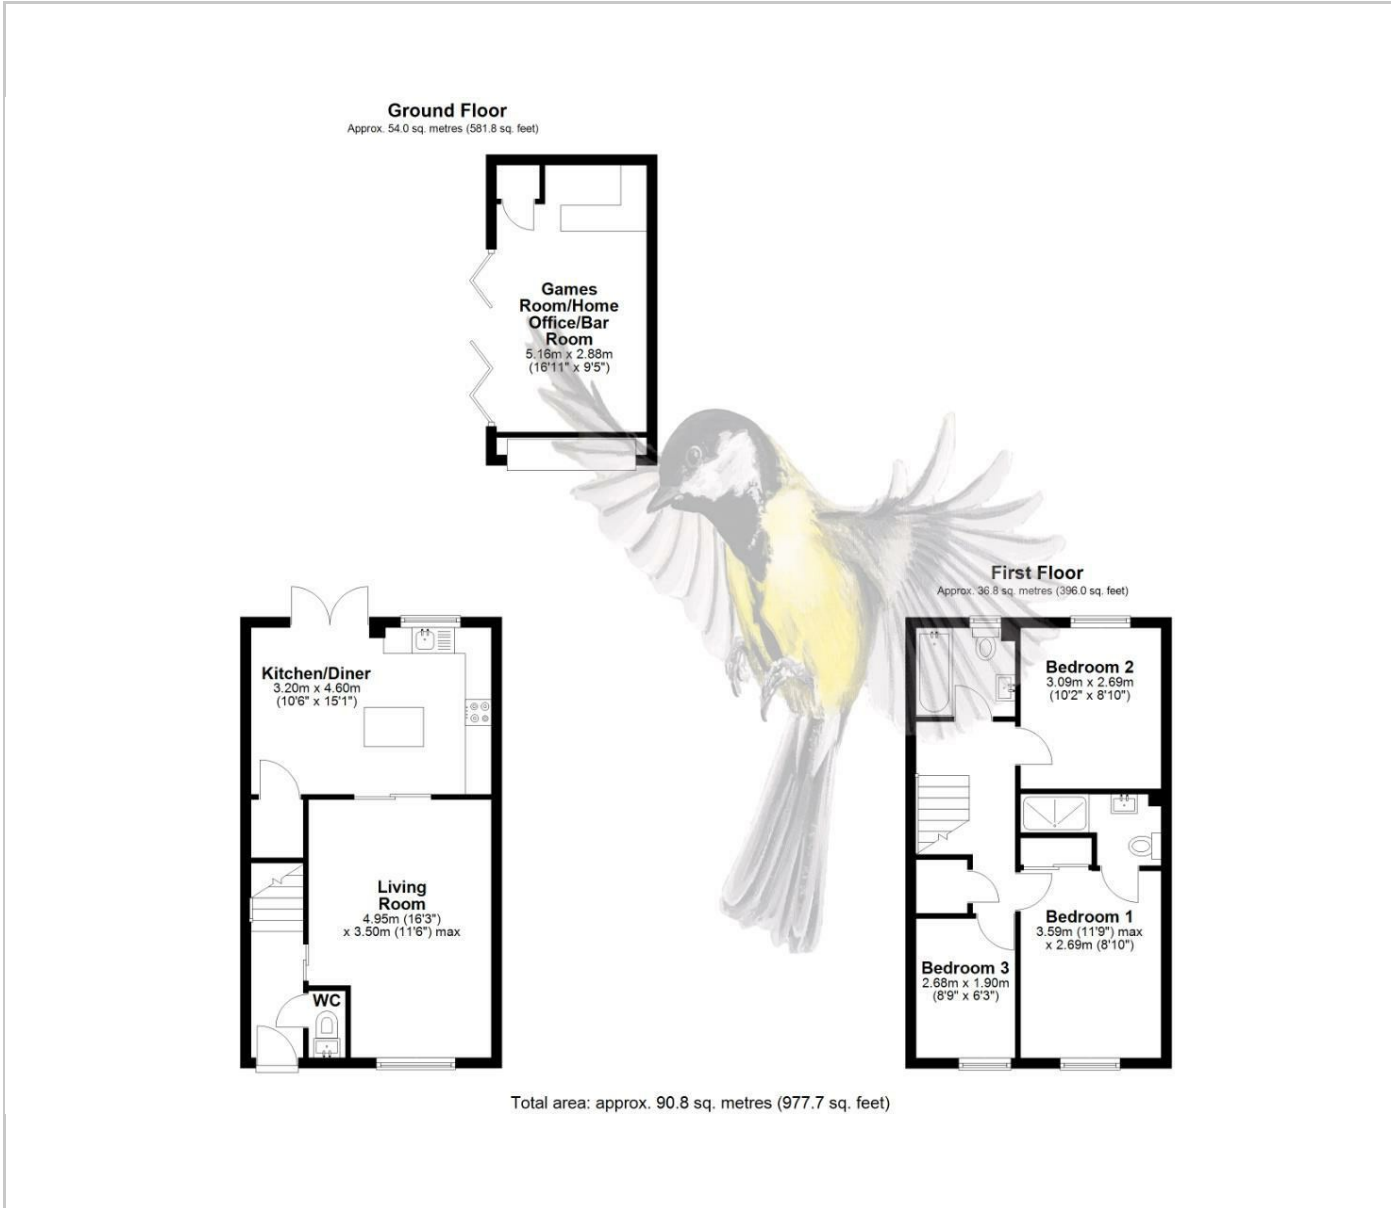 Ground Floor
Approx. 54.0 sq. metres (581.8 sq. feet)
Games
Room/Home
Office/Bar
Room
5.16m x 2.88m
(16'11" x 9'5")
Kitchen/Diner
3.20m x 4.60m
(10'6" x 15'1")
Living
Room
4.95m (16'3")
x 3.50m (11'6") max
WC
First Floor
Approx. 36.8 sq. metres (396.0 sq. feet)
Bedroom 2
3.09m x 2.69m
(10'2" x 8'10")
Bedroom 1
3.59m (11'9") max
x 2.69m (8'10")
Bedroom 3
2.68m x 1.90m
(8'9" x 6'3")
Total area: approx. 90.8 sq. metres (977.7 sq. feet)